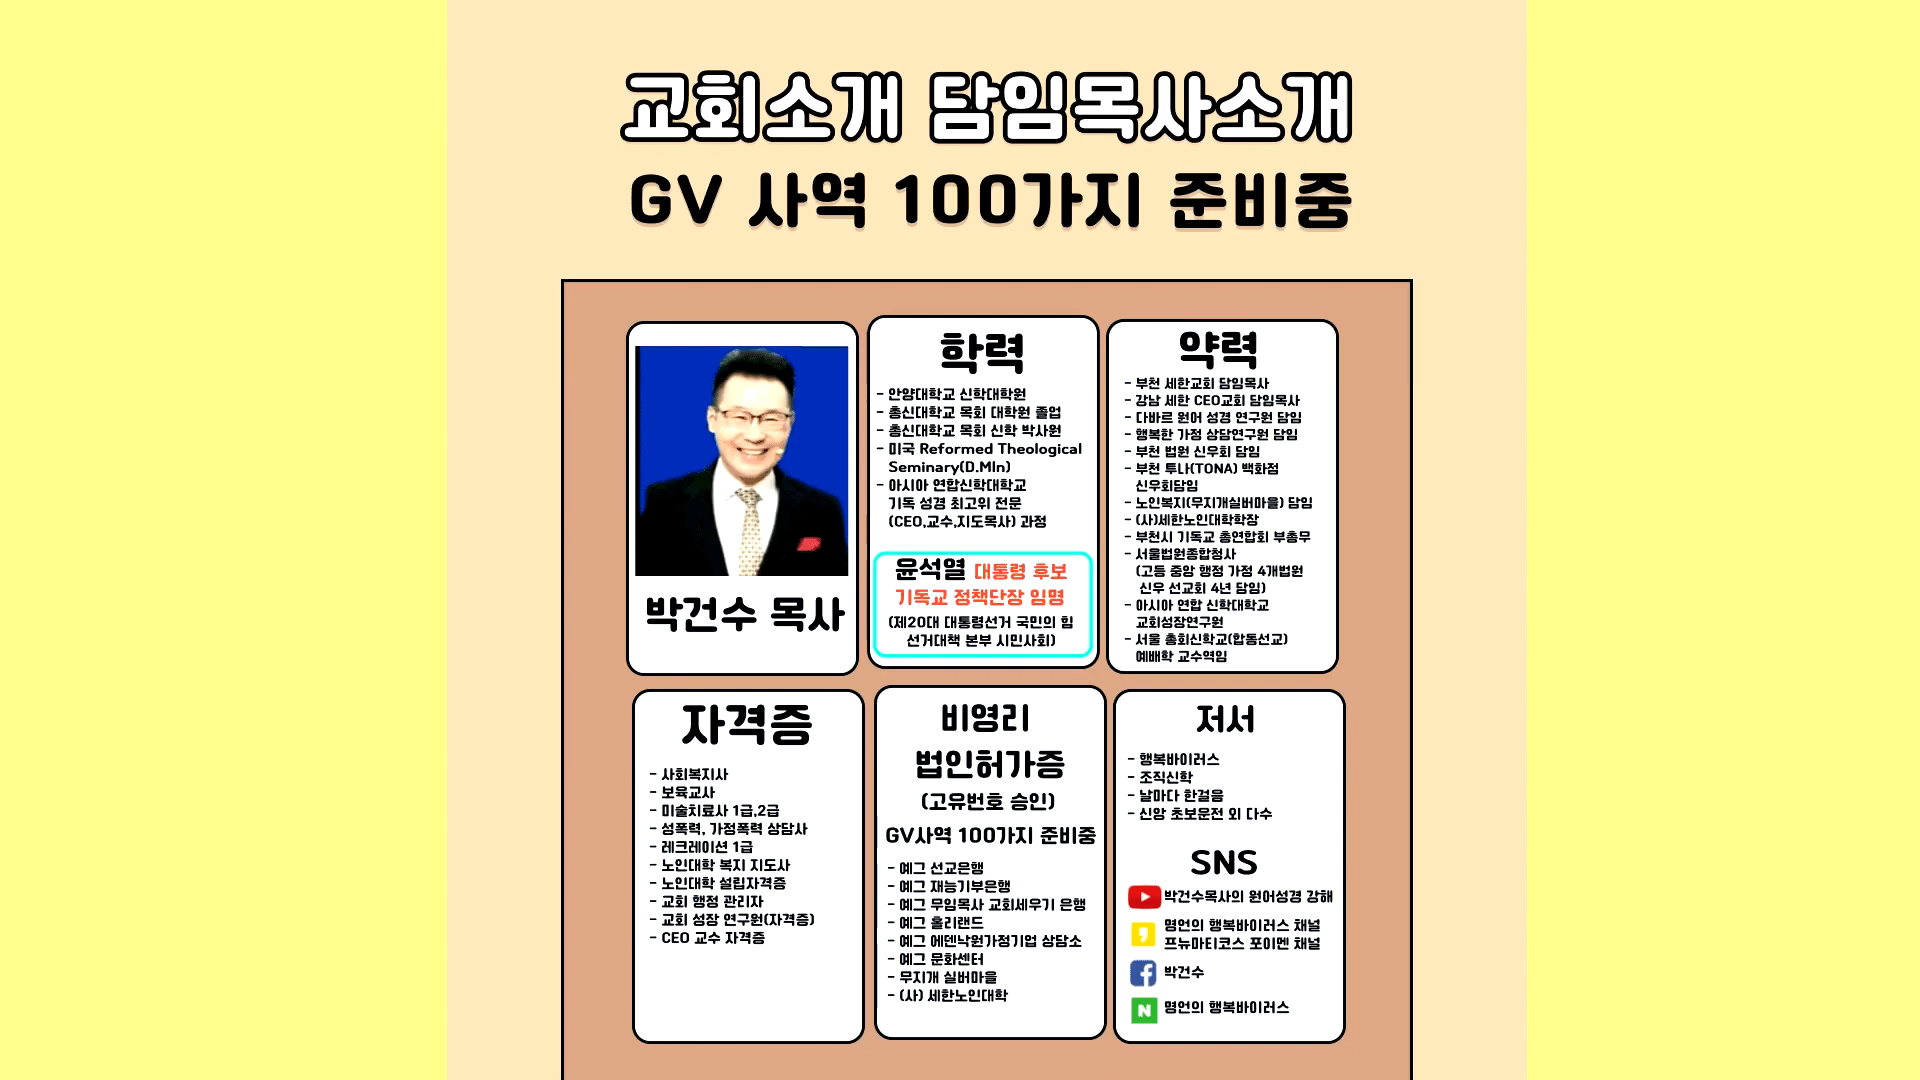 교회소개 담임목사소개
GV 사역 100가지 준비중
박건수 목사
학력
- 안양대학교 신학대학원
- 총신대학교 목회 대학원 졸업
- 총신대학교 목회 신학 박사원
- 미국 Reformed Theological
Seminary(D.MIn)
- 아시아 연합신학대학교
기독 성경 최고위 전문
(CEO,교수,지도목사) 과정
윤석열 대통령 후보
기독교 정책단장 임명
(제20대 대통령선거 국민의 힘
선거대책 본부 시민사회)
약력
- 부천 세한교회 담임목사
- 강남 세한 CEO교회 담임목사
- 다바르 원어 성경 연구원 담임
- 행복한 가정 상담연구원 담임
- 부천 법원 신우회 담임
- 부천 투나(TONA) 백화점
신우회담임
- 노인복지(무지개실버마을) 담임
- (사)세한노인대학학장
- 부천시 기독교 총연합회 부총무
- 서울법원종합청사
(고등 중앙 행정 가정 4개법원
신우 선교회 4년 담임)
- 아시아 연합 신학대학교
교회성장연구원
- 서울 총회신학교(합동선교)
예배학 교수역임
자격증
- 사회복지사
- 보육교사
- 미술치료사 1급,2급
- 성폭력, 가정폭력 상담사
- 레크레이션 1급
- 노인대학 복지 지도사
- 노인대학 설립자격증
- 교회 행정 관리자
- 교회 성장 연구원(자격증)
- CEO 교수 자격증
비영리
법인허가증
(고유번호 승인)
GV사역 100가지 준비중
- 예그 선교은행
- 예그 재능기부은행
- 예그 무임목사 교회세우기 은행
- 예그 홀리랜드
- 예그 에덴낙원가정기업 상담소
- 예그 문화센터
- 무지개 실버마을
- (사) 세한노인대학
저서
- 행복바이러스
- 조직신학
- 날마다 한걸음
- 신앙 초보운전 외 다수
SNS
박건수목사의 원어성경 강해
명언의 행복바이러스 채널
프뉴마티코스 포이멘 채널
박건수
N 명언의 행복바이러스